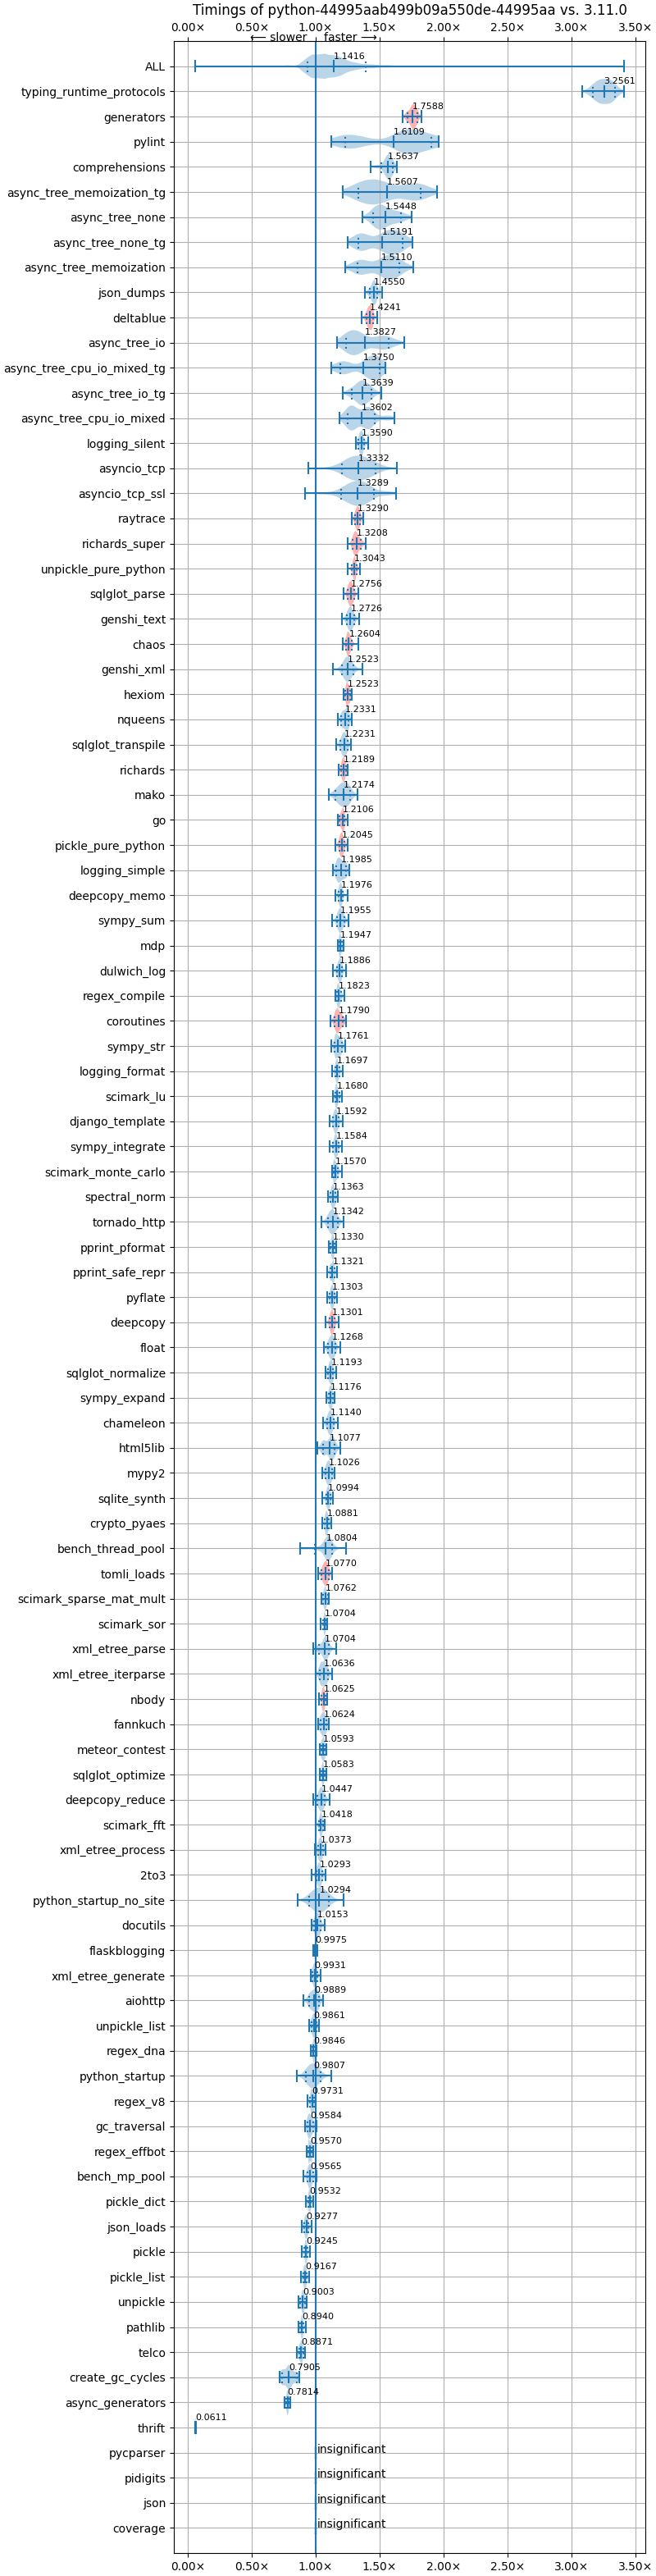 Timings of python-44995aab499b09a550de-44995aa vs. 3.11.0
0.00× 0.50× 1.00× 1.50× 2.00× 2.50× 3.00× 3.50×
⟵ slower faster ⟶
ALL 1.1416
typing_runtime_protocols 3.2561
generators 1.7588
pylint 1.6109
comprehensions 1.5637
async_tree_memoization_tg 1.5607
async_tree_none 1.5448
async_tree_none_tg 1.5191
async_tree_memoization 1.5110
json_dumps 1.4550
deltablue 1.4241
async_tree_io 1.3827
async_tree_cpu_io_mixed_tg 1.3750
async_tree_io_tg 1.3639
async_tree_cpu_io_mixed 1.3602
logging_silent 1.3590
asyncio_tcp 1.3332
asyncio_tcp_ssl 1.3289
raytrace 1.3290
richards_super 1.3208
unpickle_pure_python 1.3043
sqlglot_parse 1.2756
genshi_text 1.2726
chaos 1.2604
genshi_xml 1.2523
hexiom 1.2523
nqueens 1.2331
sqlglot_transpile 1.2231
richards 1.2189
mako 1.2174
go 1.2106
pickle_pure_python 1.2045
logging_simple 1.1985
deepcopy_memo 1.1976
sympy_sum 1.1955
mdp 1.1947
dulwich_log 1.1886
regex_compile 1.1823
coroutines 1.1790
sympy_str 1.1761
logging_format 1.1697
scimark_lu 1.1680
django_template 1.1592
sympy_integrate 1.1584
scimark_monte_carlo 1.1570
spectral_norm 1.1363
tornado_http 1.1342
pprint_pformat 1.1330
pprint_safe_repr 1.1321
pyflate 1.1303
deepcopy 1.1301
float 1.1268
sqlglot_normalize 1.1193
sympy_expand 1.1176
chameleon 1.1140
html5lib 1.1077
mypy2 1.1026
sqlite_synth 1.0994
crypto_pyaes 1.0881
bench_thread_pool 1.0804
tomli_loads 1.0770
scimark_sparse_mat_mult 1.0762
scimark_sor 1.0704
xml_etree_parse 1.0704
xml_etree_iterparse 1.0636
nbody 1.0625
fannkuch 1.0624
meteor_contest 1.0593
sqlglot_optimize 1.0583
deepcopy_reduce 1.0447
scimark_fft 1.0418
xml_etree_process 1.0373
2to3 1.0293
python_startup_no_site 1.0294
docutils 1.0153
flaskblogging 0.9975
xml_etree_generate 0.9931
aiohttp 0.9889
unpickle_list 0.9861
regex_dna 0.9846
python_startup 0.9807
regex_v8 0.9731
gc_traversal 0.9584
regex_effbot 0.9570
bench_mp_pool 0.9565
pickle_dict 0.9532
json_loads 0.9277
pickle 0.9245
pickle_list 0.9167
unpickle 0.9003
pathlib 0.8940
telco 0.8871
create_gc_cycles 0.7905
async_generators 0.7814
thrift 0.0611
pycparser insignificant
pidigits insignificant
json insignificant
coverage insignificant
0.00× 0.50× 1.00× 1.50× 2.00× 2.50× 3.00× 3.50×